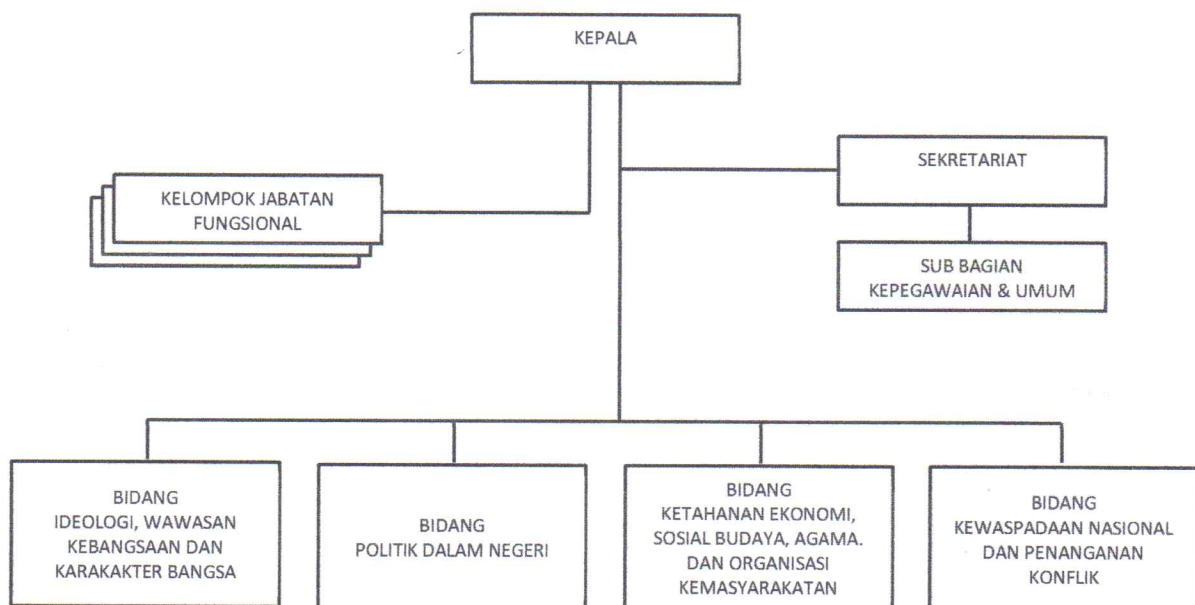 KEPALA
SEKRETARIAT
KELOMPOK JABATAN
FUNGSIONAL
SUB BAGIAN
KEPEGAWAIAN & UMUM
BIDANG
IDEOLOGI, WAWASAN
KEBANGSAAN DAN
KARAKAKTER BANGSA
BIDANG
POLITIK DALAM NEGERI
BIDANG
KETAHANAN EKONOMI,
SOSIAL BUDAYA, AGAMA.
DAN ORGANISASI
KEMASYARAKATAN
BIDANG
KEWASPADAAN NASIONAL
DAN PENANGANAN
KONFLIK